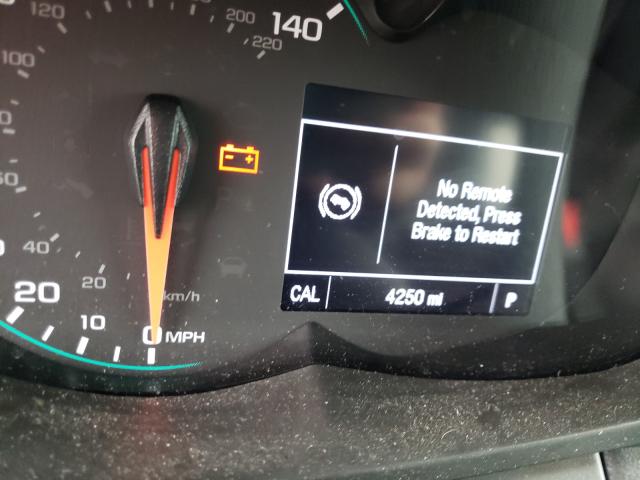 120
200
220
140
100
40
20
km/h
20
10
0 MPH
No Remote
Detected, Press
Brake to Restart
CAL
4250 mi
P